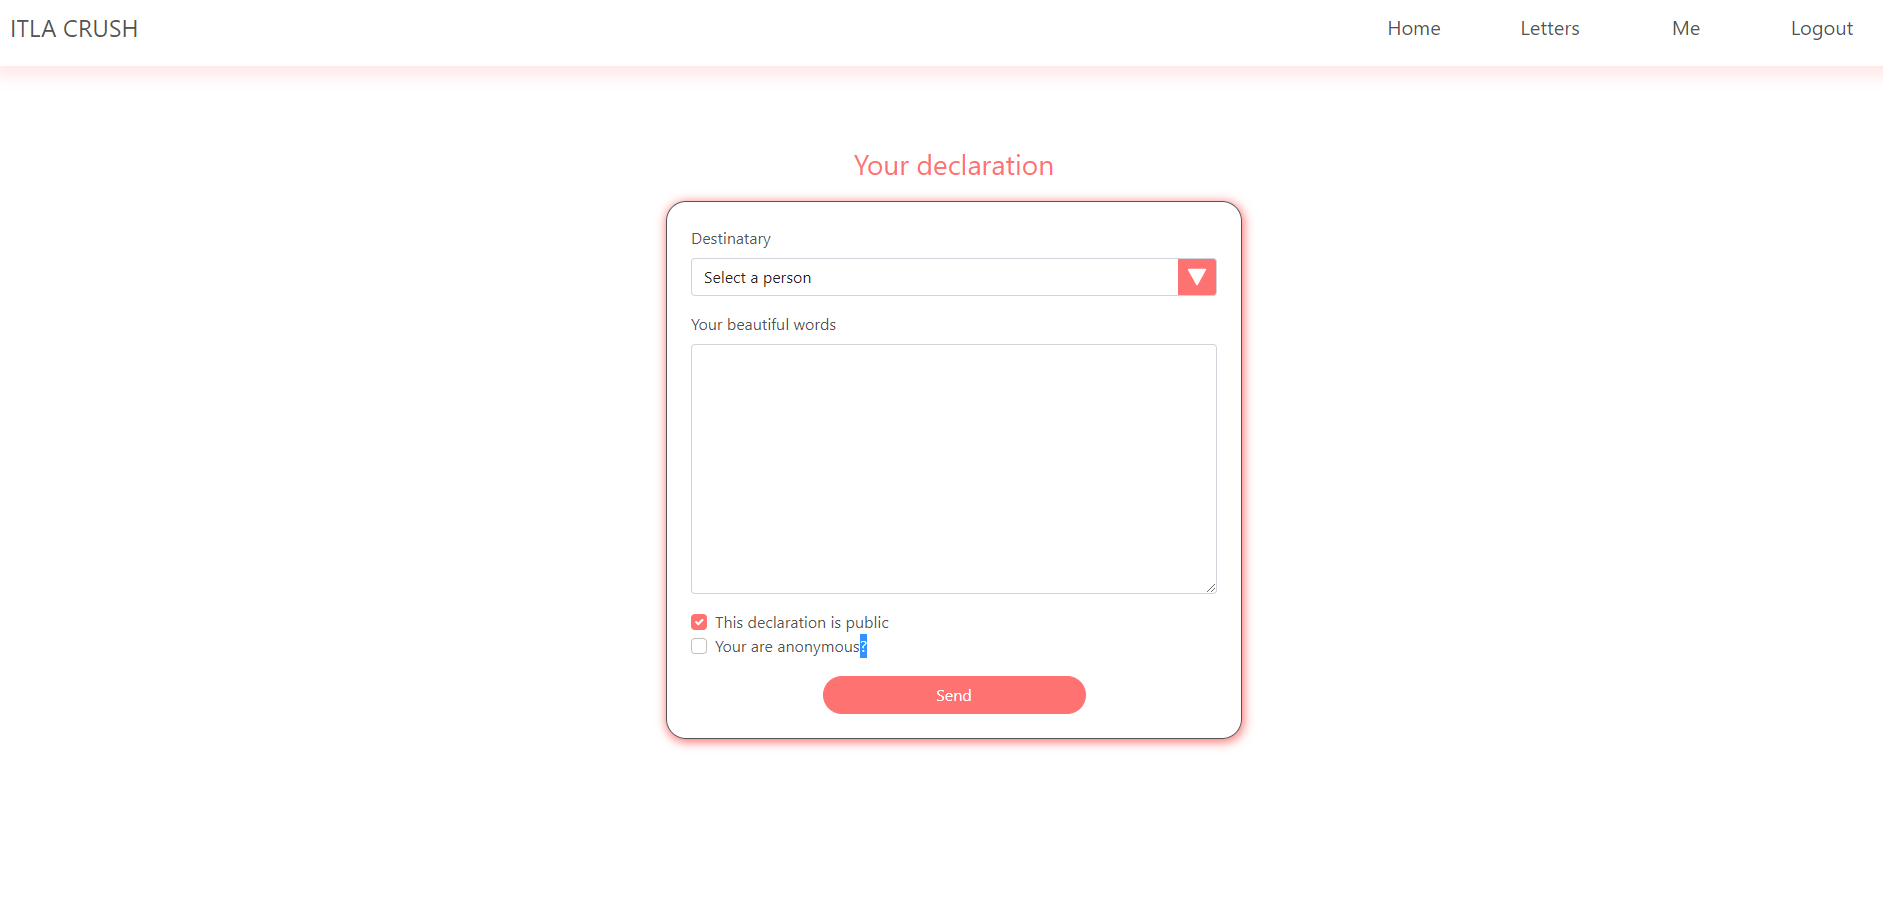 ITLA CRUSH Home Letters Me Logout
Your declaration
Destinatary
Select a person
Your beautiful words
This declaration is public
Your are anonymous?
Send